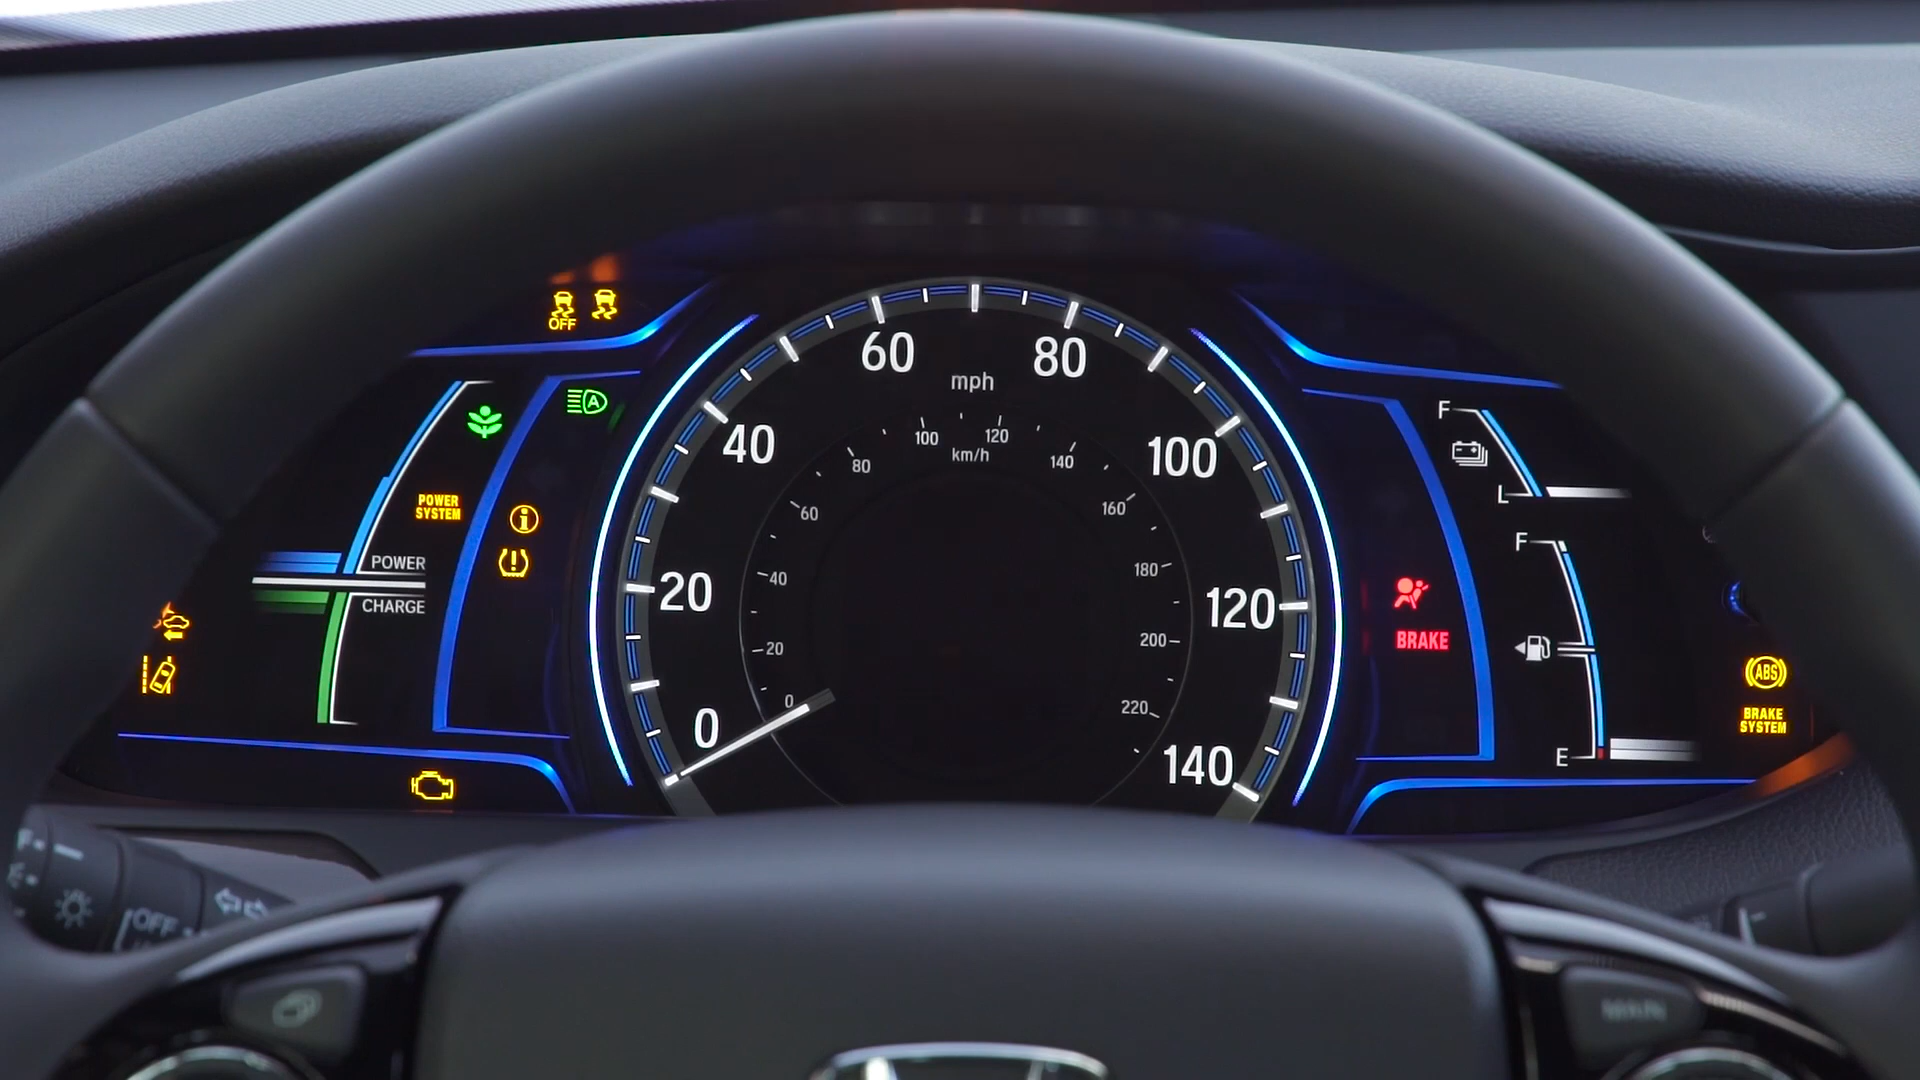 OFF
A
POWER
SYSTEM
i
!
POWER
CHARGE
0
20
40
60
80
100
120
140
mph
0
20
40
60
80
100
120
140
160
180
200
220
km/h
F
L
F
E
BRAKE
ABS
BRAKE
SYSTEM
OFF
MAIN